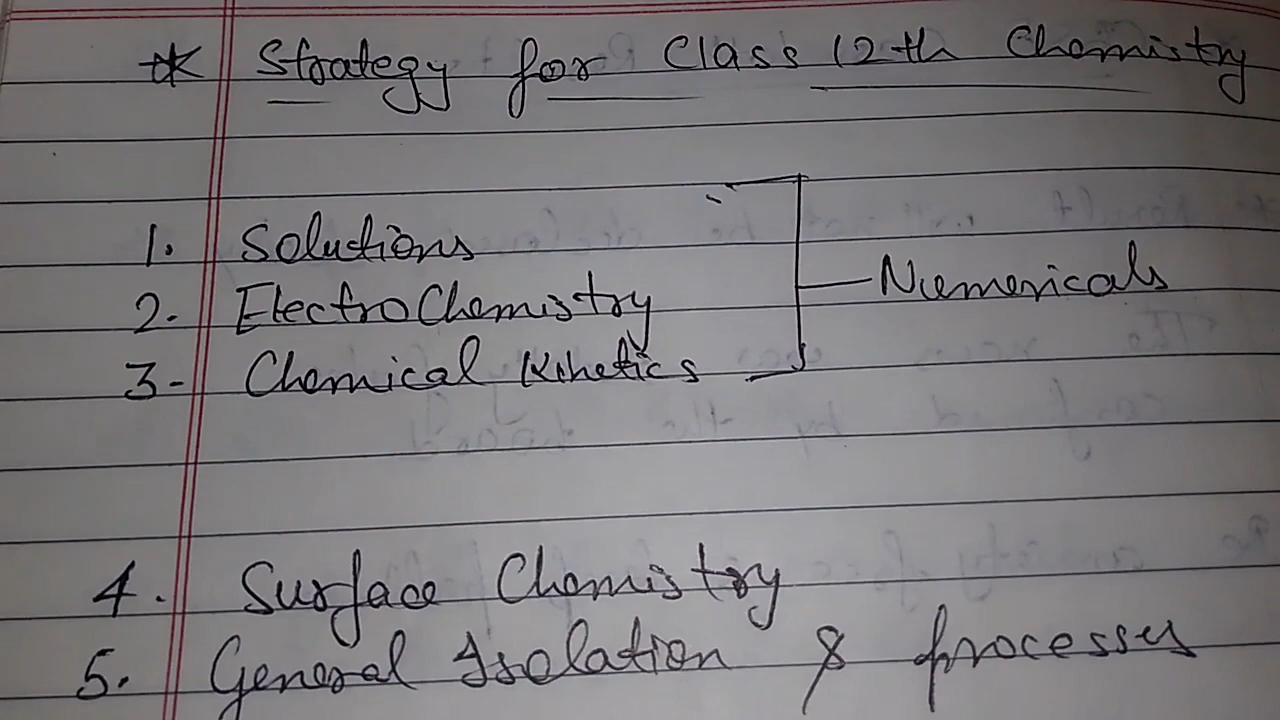 * Strategy for Class 12th Chemistry
1. Solutions
2. ElectroChemistry
3- Chemical Kinetics
Numericals
4. Surface Chemistry
5. General Isolation & processes